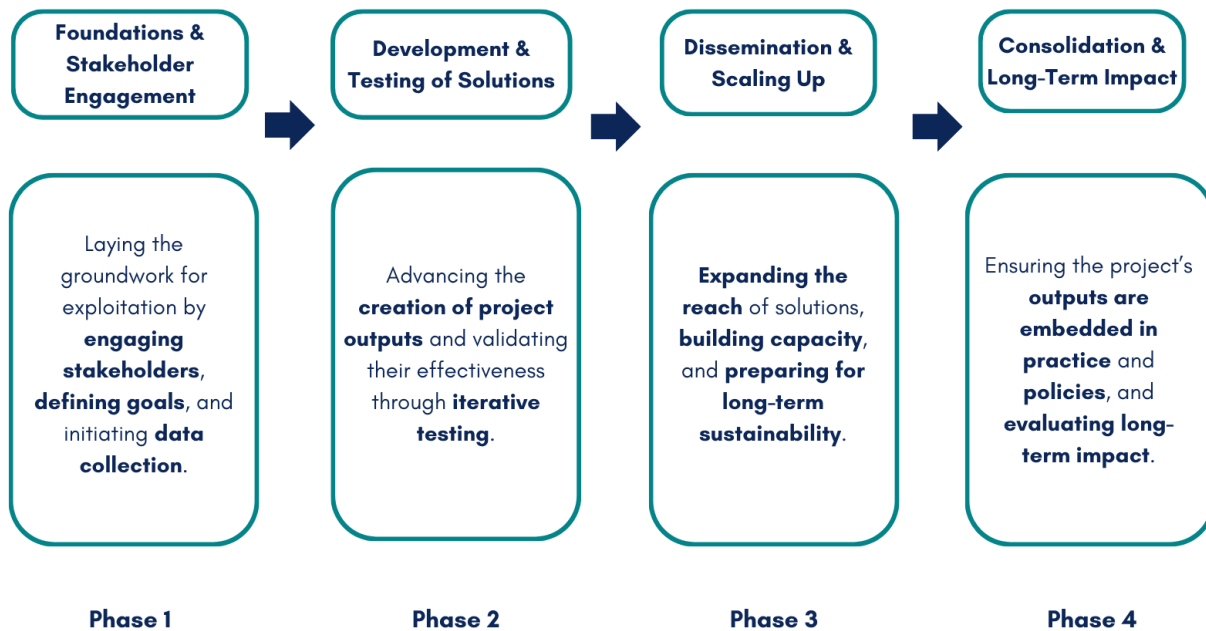 Foundations &
Stakeholder
Engagement
Development &
Testing of Solutions
Dissemination &
Scaling Up
Consolidation &
Long-Term Impact
Laying the
groundwork for
exploitation by
engaging
stakeholders,
defining goals, and
initiating data
collection.
Advancing the
creation of project
outputs and validating
their effectiveness
through iterative
testing.
Expanding the
reach of solutions,
building capacity,
and preparing for
long-term
sustainability.
Ensuring the project’s
outputs are
embedded in
practice and
policies, and
evaluating long-
term impact.
Phase 1
Phase 2
Phase 3
Phase 4